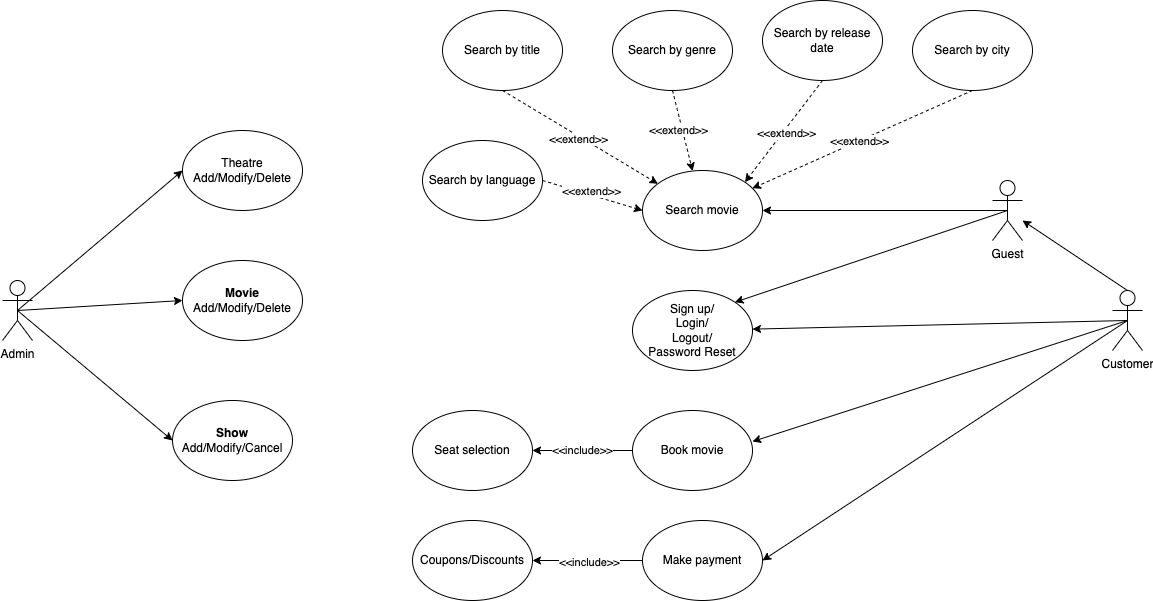 Search by title
Search by genre
Search by release
date
Search by city
<<extend>>
<<extend>>
<<extend>>
<<extend>>
Theatre
Add/Modify/Delete
Search by language
<<extend>>
Search movie
Guest
Movie
Add/Modify/Delete
Sign up/
Login/
Logout/
Password Reset
Admin
Customer
Show
Add/Modify/Cancel
Seat selection
<<include>>
Book movie
Coupons/Discounts
<<include>>
Make payment